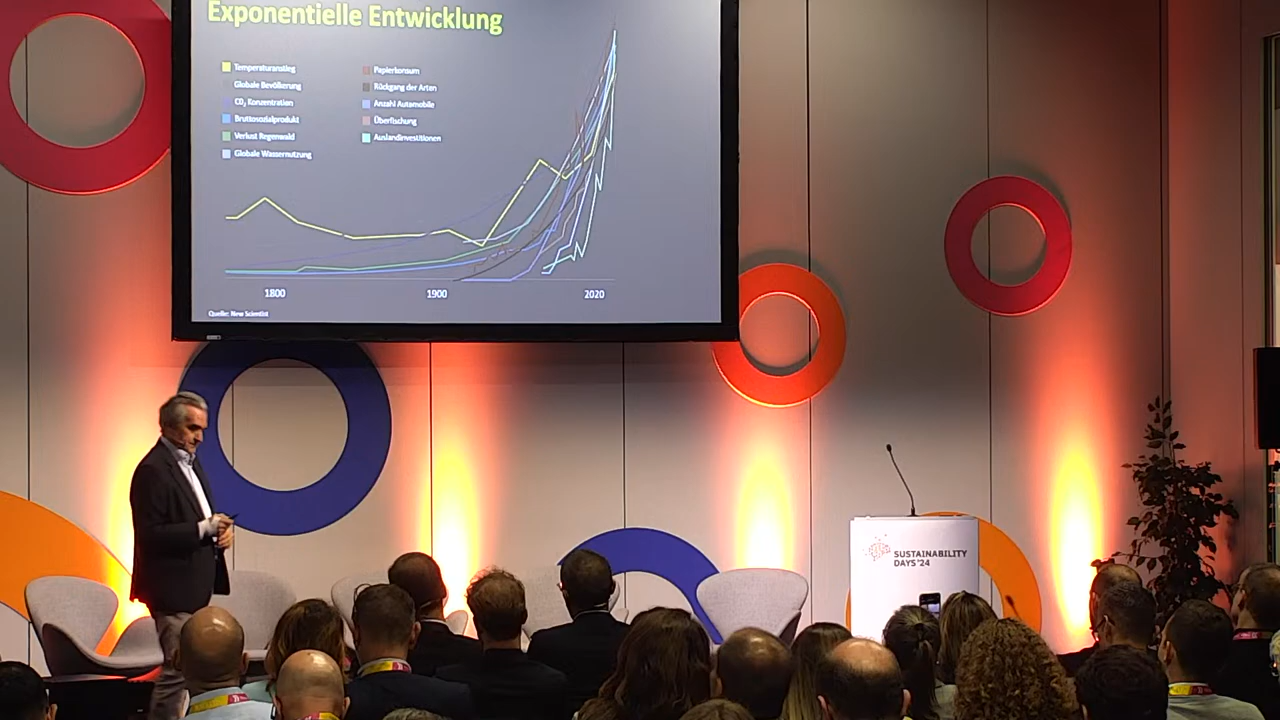 Exponentielle Entwicklung
Temperaturanstieg
Globale Bevölkerung
CO₂ Konzentration
Bruttosozialprodukt
Verlust Regenwald
Globale Wassernutzung
Papierkonsum
Rückgang der Arten
Anzahl Automobile
Überfischung
Auslandinvestitionen
1800
1900
2020
Quelle: New Scientist
SUSTAINABILITY
DAYS'24